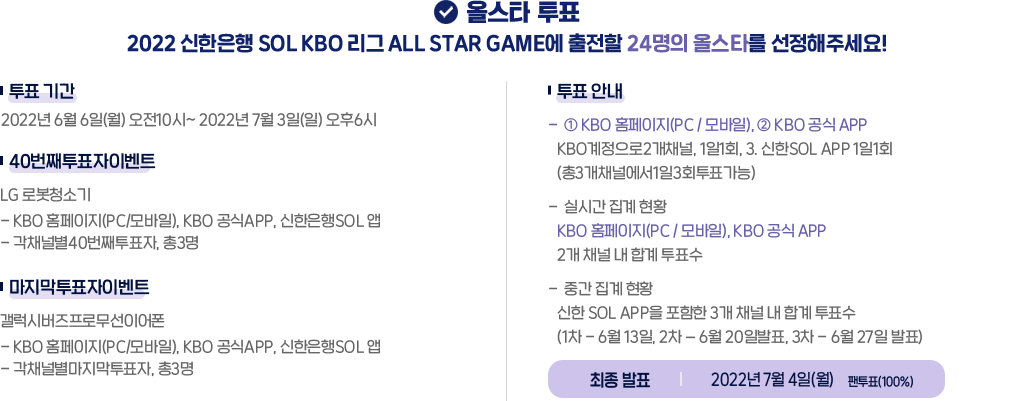 올스타 투표
2022 신한은행 SOL KBO 리그 ALL STAR GAME에 출전할 24명의 올스타를 선정해주세요!
투표 기간
2022년 6월 6일(월) 오전10시~ 2022년 7월 3일(일) 오후6시
40번째투표자이벤트
LG 로봇청소기
- KBO 홈페이지(PC/모바일), KBO 공식APP, 신한은행SOL 앱
- 각채널별40번째투표자, 총3명
마지막투표자이벤트
갤럭시버즈프로무선이어폰
- KBO 홈페이지(PC/모바일), KBO 공식APP, 신한은행SOL 앱
- 각채널별마지막투표자, 총3명
투표 안내
- ① KBO 홈페이지(PC / 모바일), ② KBO 공식 APP
KBO계정으로2개채널, 1일1회, 3. 신한SOL APP 1일1회
(총3개채널에서1일3회투표가능)
- 실시간 집계 현황
KBO 홈페이지(PC / 모바일), KBO 공식 APP
2개 채널 내 합계 투표수
- 중간 집계 현황
신한 SOL APP을 포함한 3개 채널 내 합계 투표수
(1차 - 6월 13일, 2차 – 6월 20일발표, 3차 - 6월 27일 발표)
최종 발표 | 2022년 7월 4일(월) 팬투표(100%)